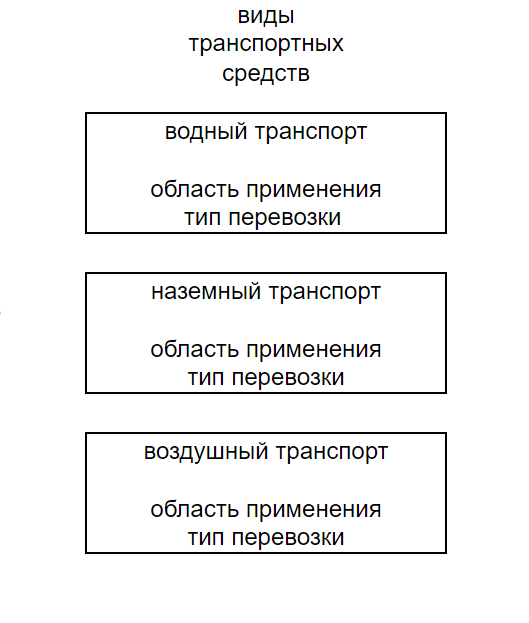 виды
транспортных
средств
водный транспорт
область применения
тип перевозки
наземный транспорт
область применения
тип перевозки
воздушный транспорт
область применения
тип перевозки